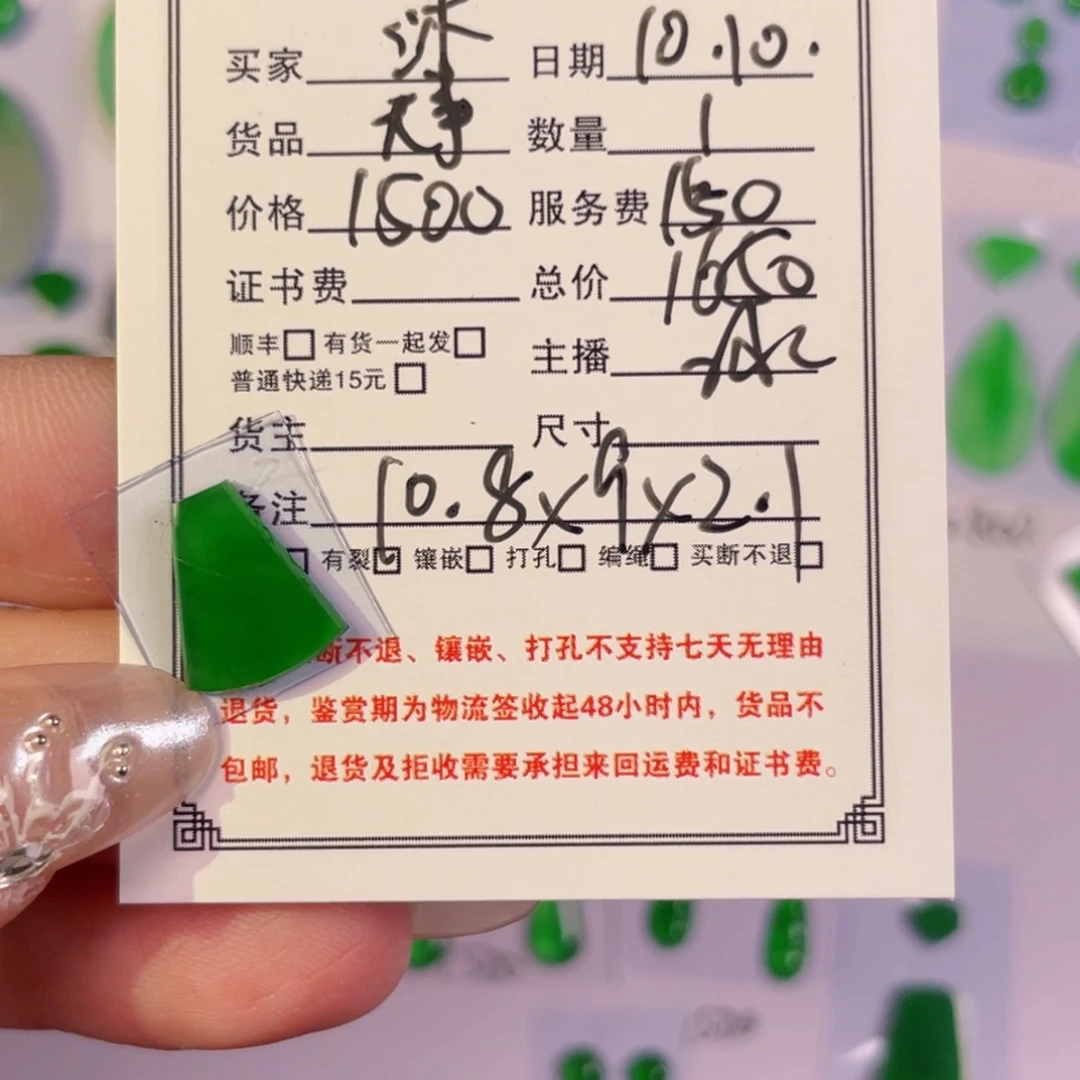 买家 冰 日期 10.10.
货品 数量 1
价格 1500 服务费 150
证书费 总价 1650
顺丰 有货一起发 主播
普通快递15元
货主 尺寸
备注 10.8×9×2.1
有裂 镶嵌 打孔 编绳 买断不退
断不退、镶嵌、打孔不支持七天无理由
退货，鉴赏期为物流签收起48小时内，货品不
包邮，退货及拒收需要承担来回运费和证书费。